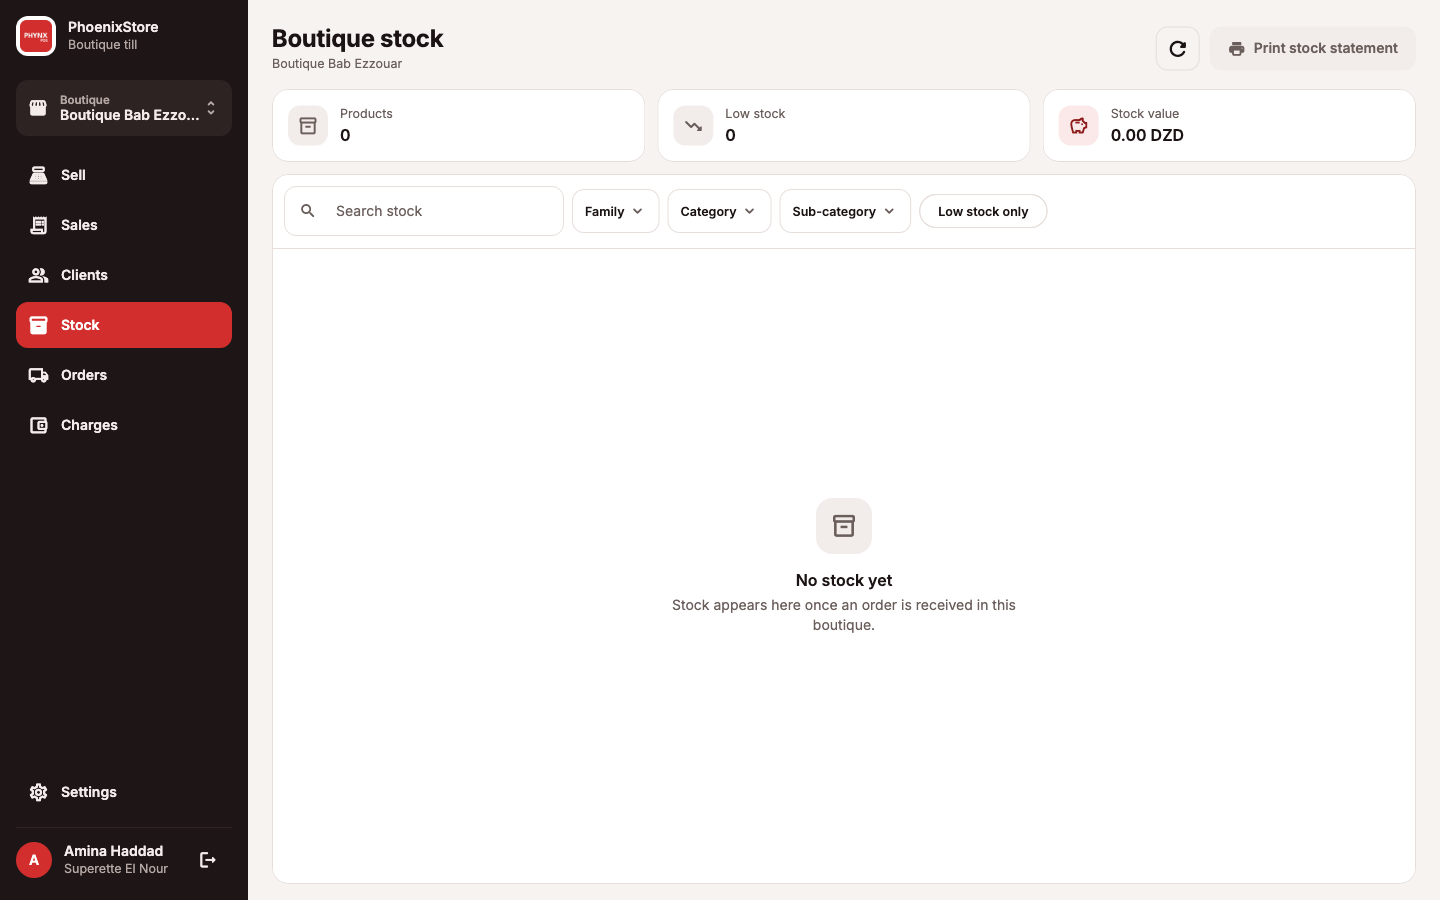 PHYNX
POS
PhoenixStore
Boutique till
Boutique
Boutique Bab Ezzo...
Sell
Sales
Clients
Stock
Orders
Charges
Settings
A
Amina Haddad
Superette El Nour
Boutique stock
Boutique Bab Ezzouar
Print stock statement
Products
0
Low stock
0
Stock value
0.00 DZD
Search stock
Family
Category
Sub-category
Low stock only
No stock yet
Stock appears here once an order is received in this
boutique.